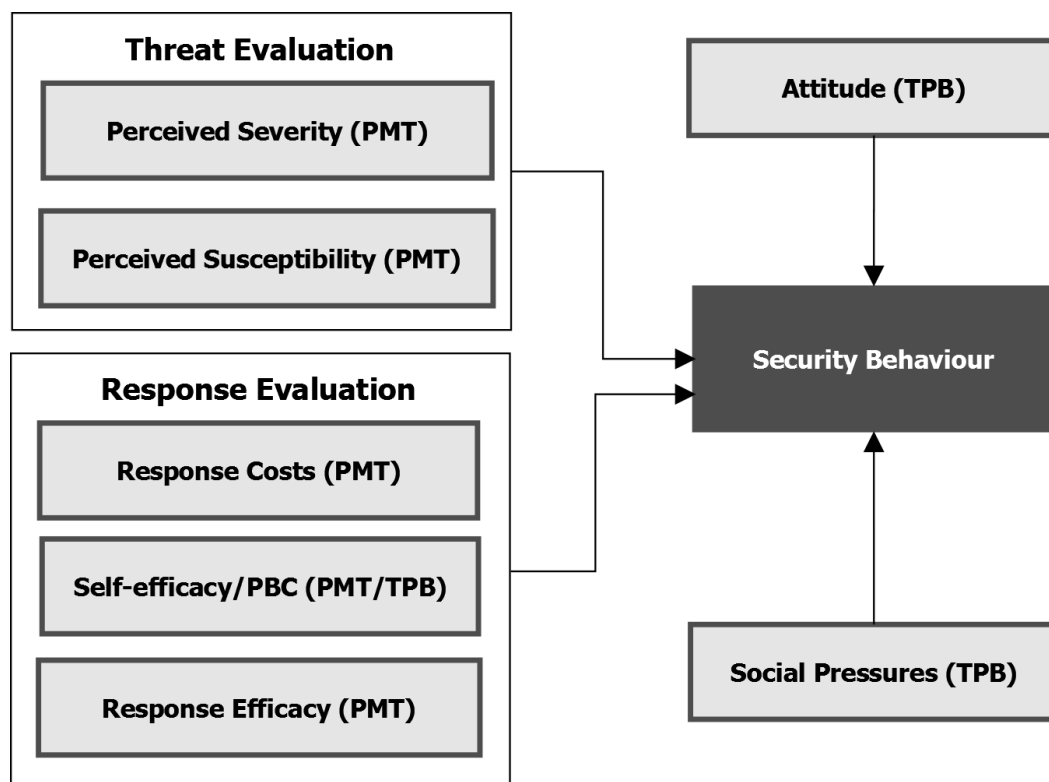 Threat Evaluation
Perceived Severity (PMT)
Perceived Susceptibility (PMT)
Response Evaluation
Response Costs (PMT)
Self-efficacy/PBC (PMT/TPB)
Response Efficacy (PMT)
Attitude (TPB)
Security Behaviour
Social Pressures (TPB)